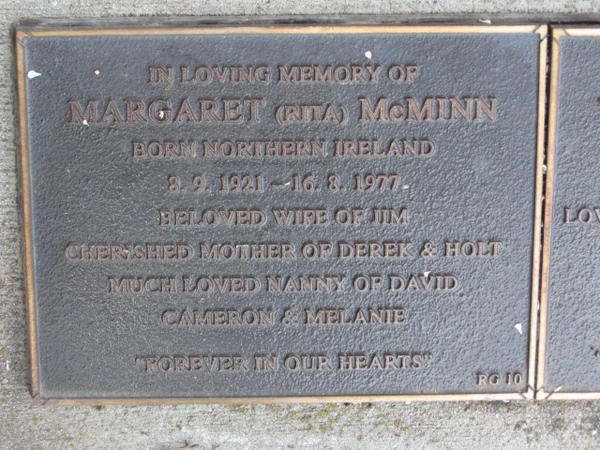 IN LOVING MEMORY OF
MARGARET (RITA) McMINN
BORN NORTHERN IRELAND
8. 9. 1921 – 16. 8. 1977
BELOVED WIFE OF JIM
CHERISHED MOTHER OF DEREK & HOLT
MUCH LOVED NANNY OF DAVID
CAMERON & MELANIE
"FOREVER IN OUR HEARTS"
RG 10
LOV